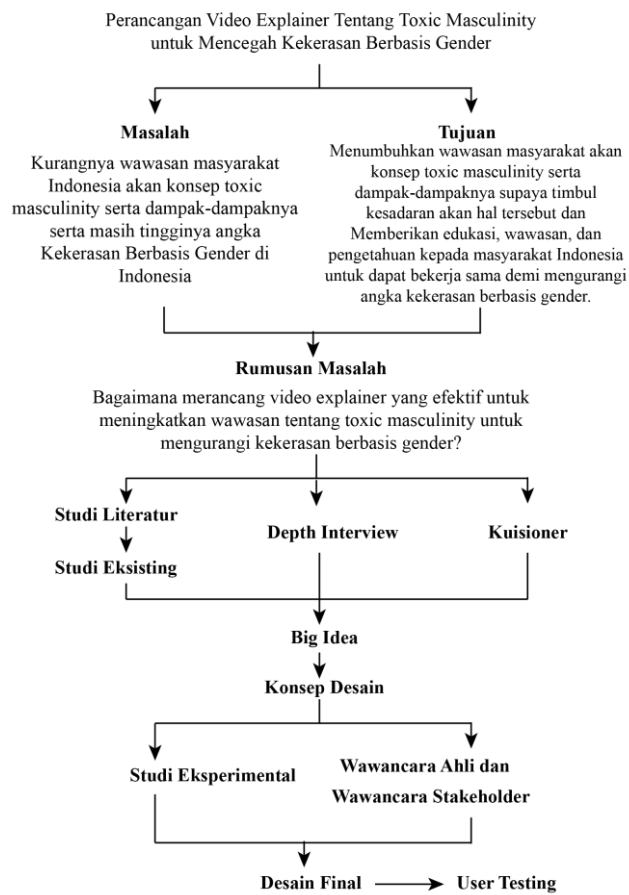 Perancangan Video Explainer Tentang Toxic Masculinity
untuk Mencegah Kekerasan Berbasis Gender
Masalah
Kurangnya wawasan masyarakat
Indonesia akan konsep toxic
masculinity serta dampak-dampaknya
serta masih tingginya angka
Kekerasan Berbasis Gender di
Indonesia
Tujuan
Menumbuhkan wawasan masyarakat akan
konsep toxic masculinity serta
dampak-dampaknya supaya timbul
kesadaran akan hal tersebut dan
Memberikan edukasi, wawasan, dan
pengetahuan kepada masyarakat Indonesia
untuk dapat bekerja sama demi mengurangi
angka kekerasan berbasis gender.
Rumusan Masalah
Bagaimana merancang video explainer yang efektif untuk
meningkatkan wawasan tentang toxic masculinity untuk
mengurangi kekerasan berbasis gender?
Studi Literatur
Studi Eksisting
Depth Interview
Kuisioner
Big Idea
Konsep Desain
Studi Eksperimental
Wawancara Ahli dan
Wawancara Stakeholder
Desain Final
User Testing